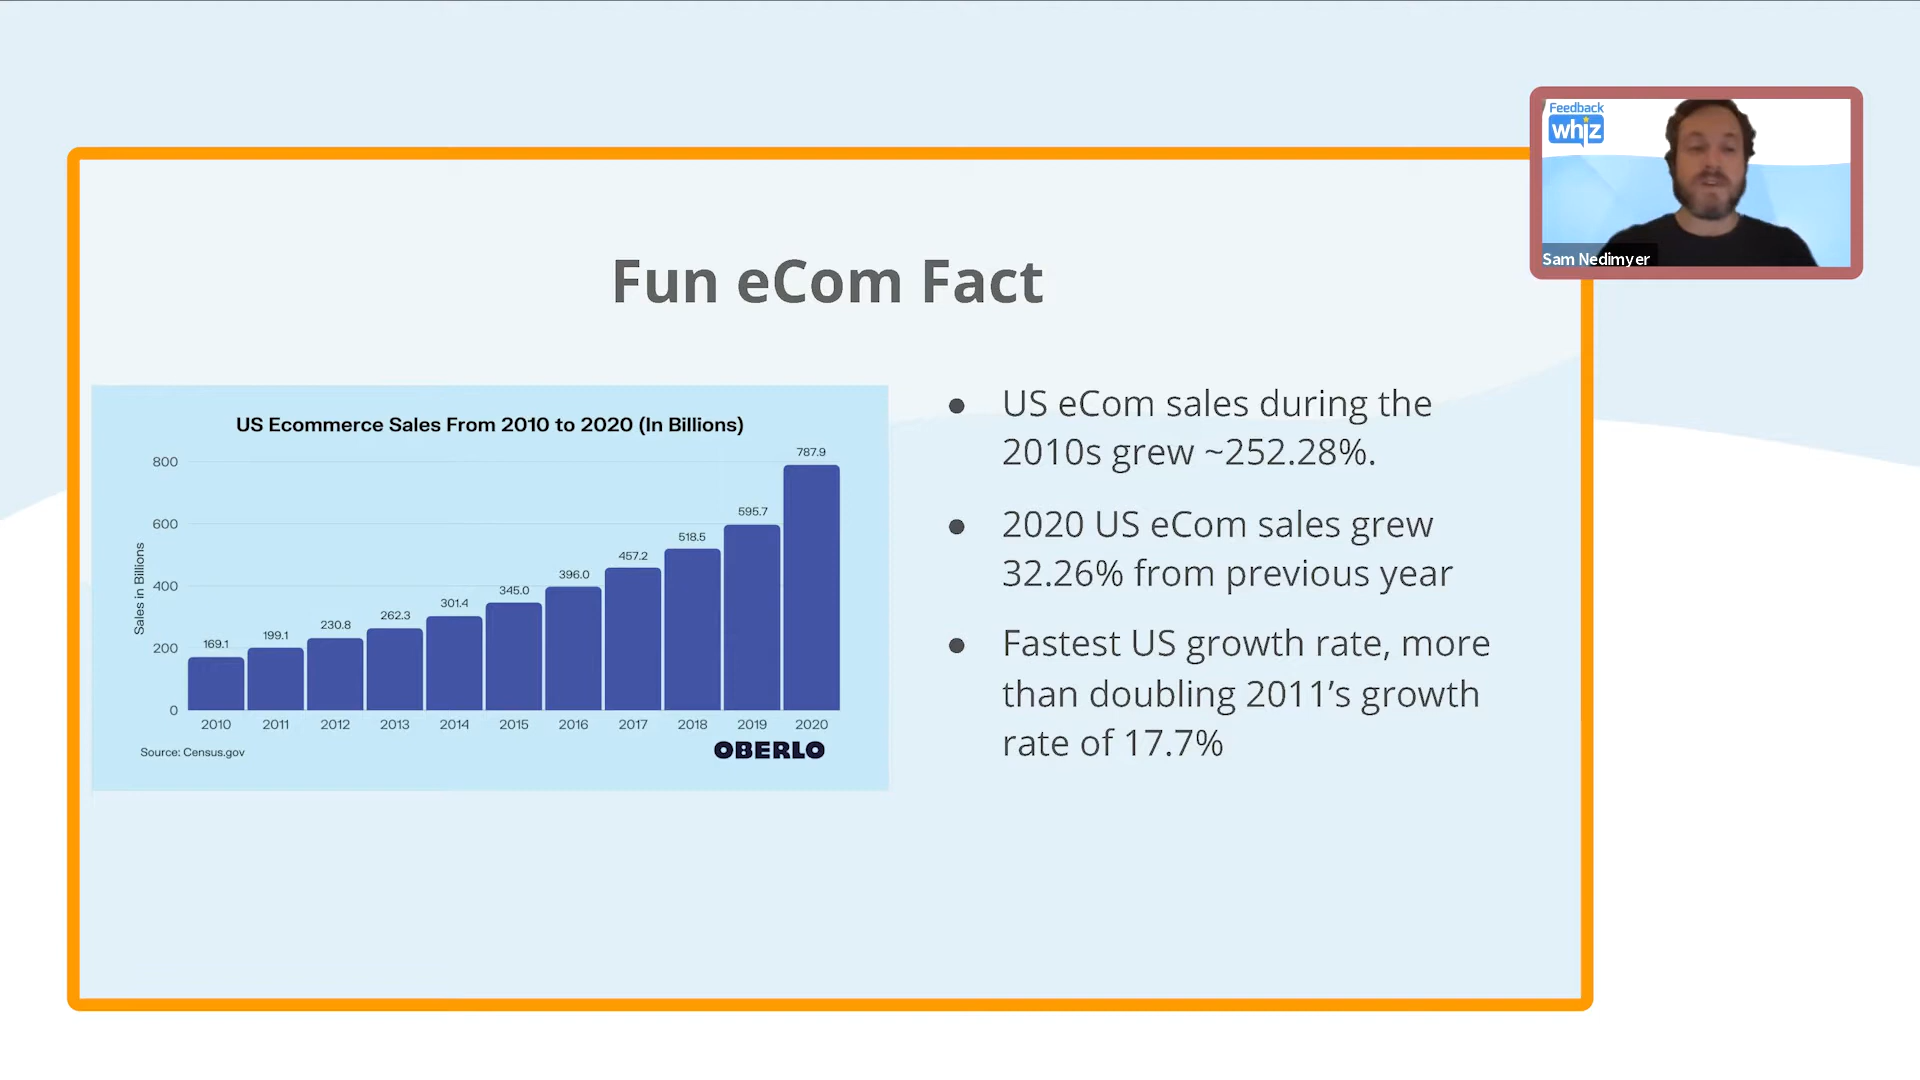 Feedback
whiz
Sam Nedimyer
Fun eCom Fact
US Ecommerce Sales From 2010 to 2020 (In Billions)
Sales in Billions
800
600
400
200
0
169.1
199.1
230.8
262.3
301.4
345.0
396.0
457.2
518.5
595.7
787.9
2010 2011 2012 2013 2014 2015 2016 2017 2018 2019 2020
Source: Census.gov
OBERLO
● US eCom sales during the
2010s grew ~252.28%.
● 2020 US eCom sales grew
32.26% from previous year
● Fastest US growth rate, more
than doubling 2011’s growth
rate of 17.7%